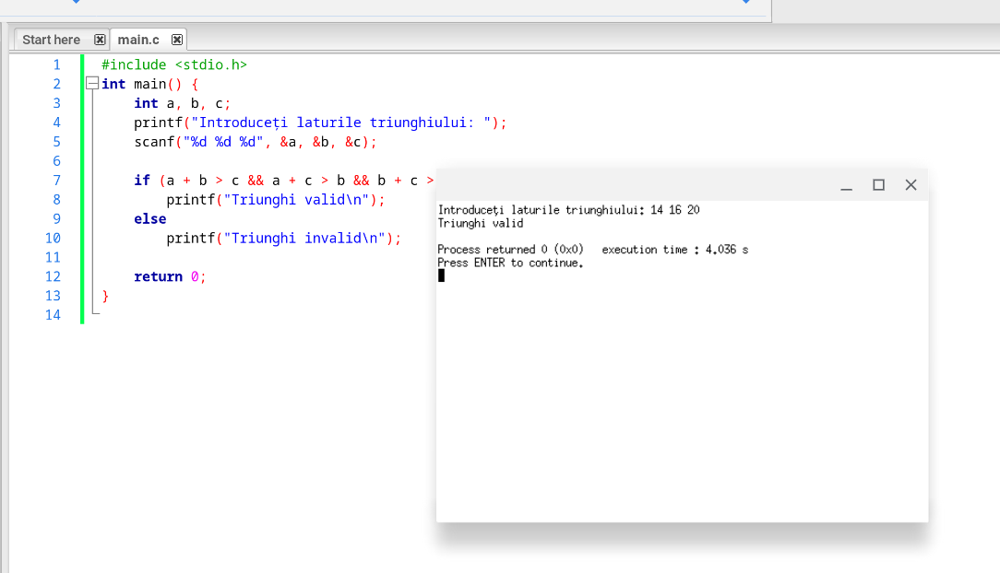 Start here
main.c
1 #include <stdio.h>
2 int main() {
3 int a, b, c;
4 printf("Introduceți laturile triunghiului: ");
5 scanf("%d %d %d", &a, &b, &c);
6
7 if (a + b > c && a + c > b && b + c >
8 printf("Triunghi valid\n");
9 else
10 printf("Triunghi invalid\n");
11
12 return 0;
13 }
14
Introduceți laturile triunghiului: 14 16 20
Triunghi valid
Process returned 0 (0x0) execution time : 4.036 s
Press ENTER to continue.